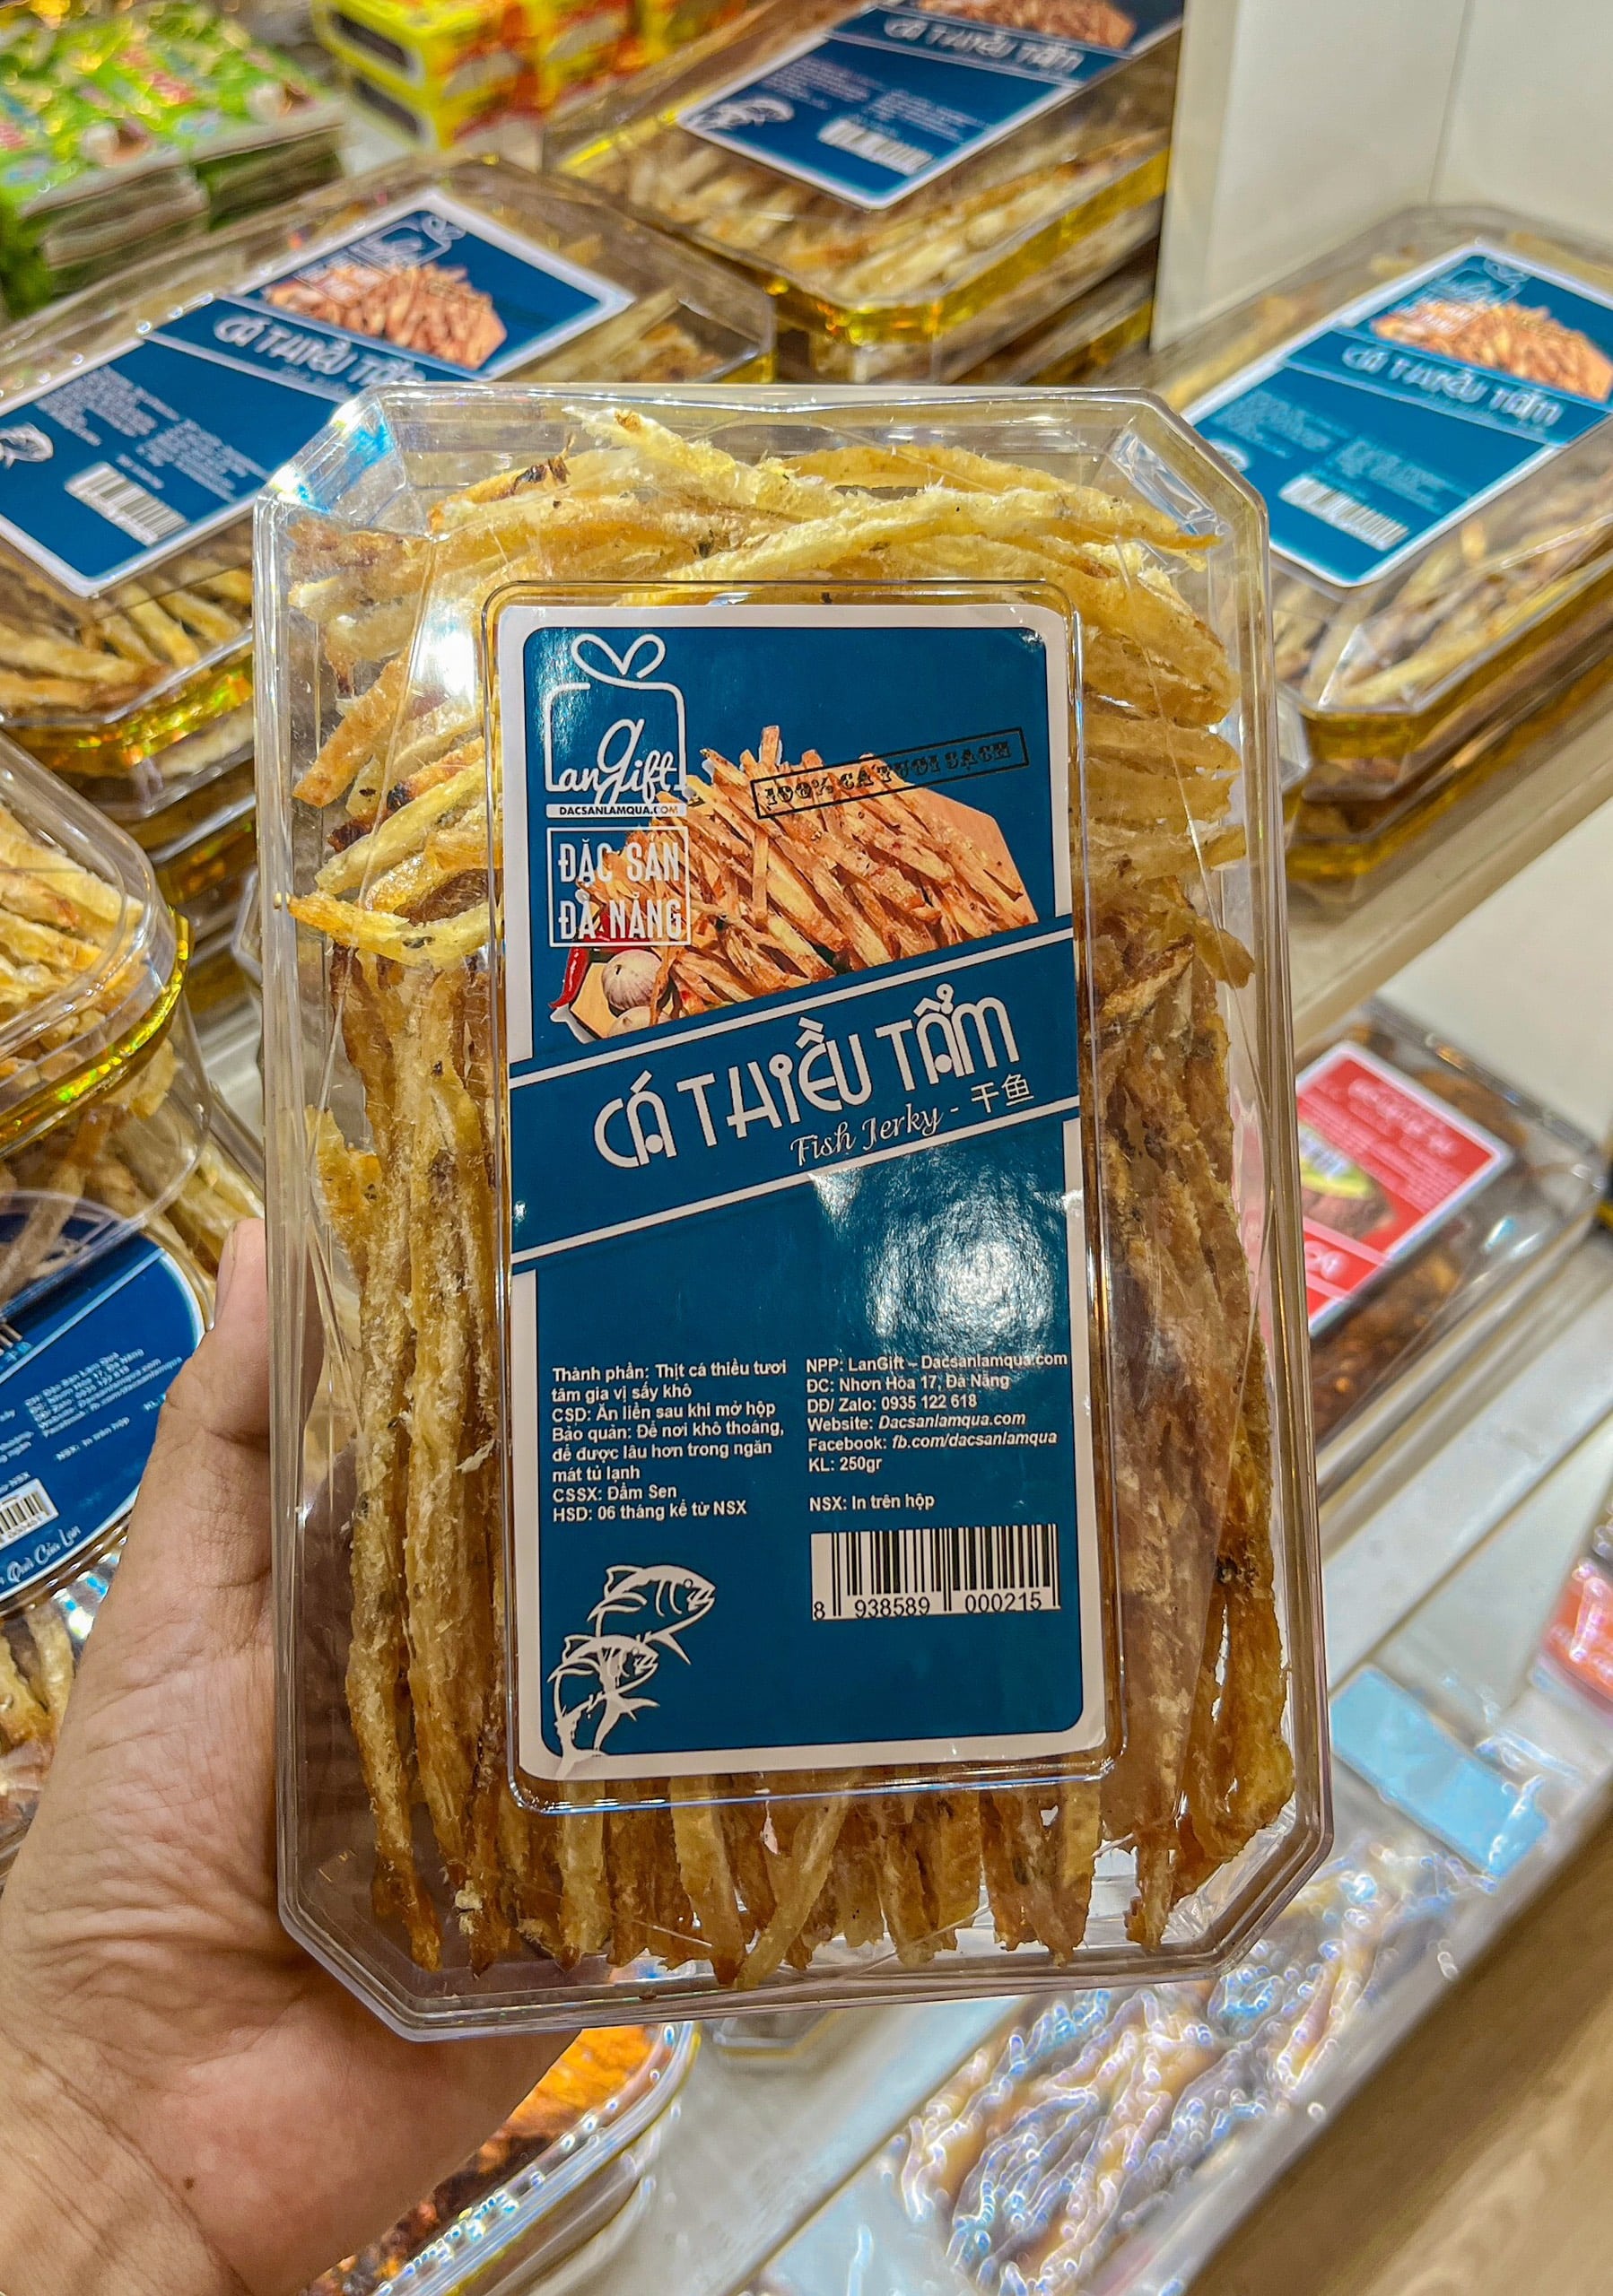 LanGift
DACSANLAMQUA.COM
ĐẶC SẢN
ĐÀ NẴNG
100% CÁ TƯƠI SẠCH
CÁ THIỀU TẨM
Fish Jerky - 干鱼
Thành phần: Thịt cá thiều tươi
tâm gia vị sấy khô
CSD: Ăn liền sau khi mở hộp
Bảo quản: Để nơi khô thoáng,
để được lâu hơn trong ngăn
mát tủ lạnh
CSSX: Đầm Sen
HSD: 06 tháng kể từ NSX
NPP: LanGift – Dacsanlamqua.com
ĐC: Nhơn Hòa 17, Đà Nẵng
DĐ/ Zalo: 0935 122 618
Website: Dacsanlamqua.com
Facebook: fb.com/dacsanlamqua
KL: 250gr
NSX: In trên hộp
8 938589 000215
CÁ THIỀU TẨM
CÁ THIỀU TẨM
CÁ THIỀU TẨM